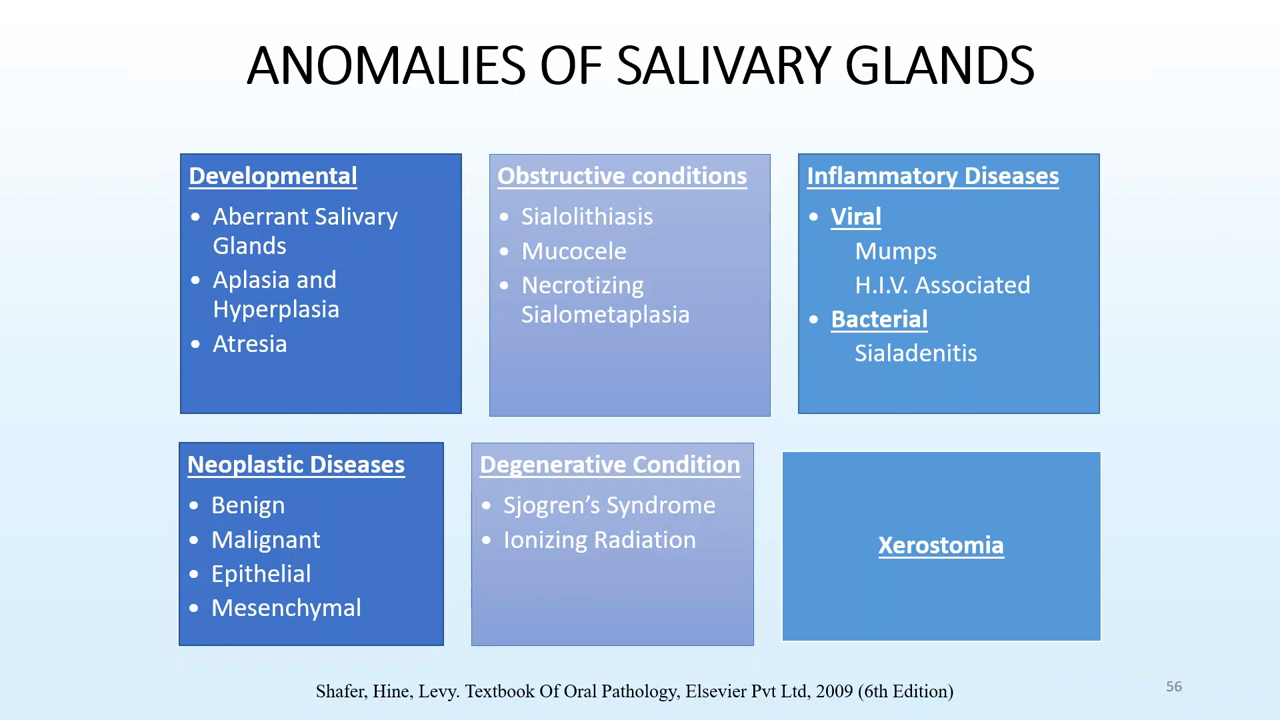 ANOMALIES OF SALIVARY GLANDS
Developmental
• Aberrant Salivary
Glands
• Aplasia and
Hyperplasia
• Atresia
Obstructive conditions
• Sialolithiasis
• Mucocele
• Necrotizing
Sialometaplasia
Inflammatory Diseases
• Viral
Mumps
H.I.V. Associated
• Bacterial
Sialadenitis
Neoplastic Diseases
• Benign
• Malignant
• Epithelial
• Mesenchymal
Degenerative Condition
• Sjogren’s Syndrome
• Ionizing Radiation
Xerostomia
Shafer, Hine, Levy. Textbook Of Oral Pathology, Elsevier Pvt Ltd, 2009 (6th Edition)
56